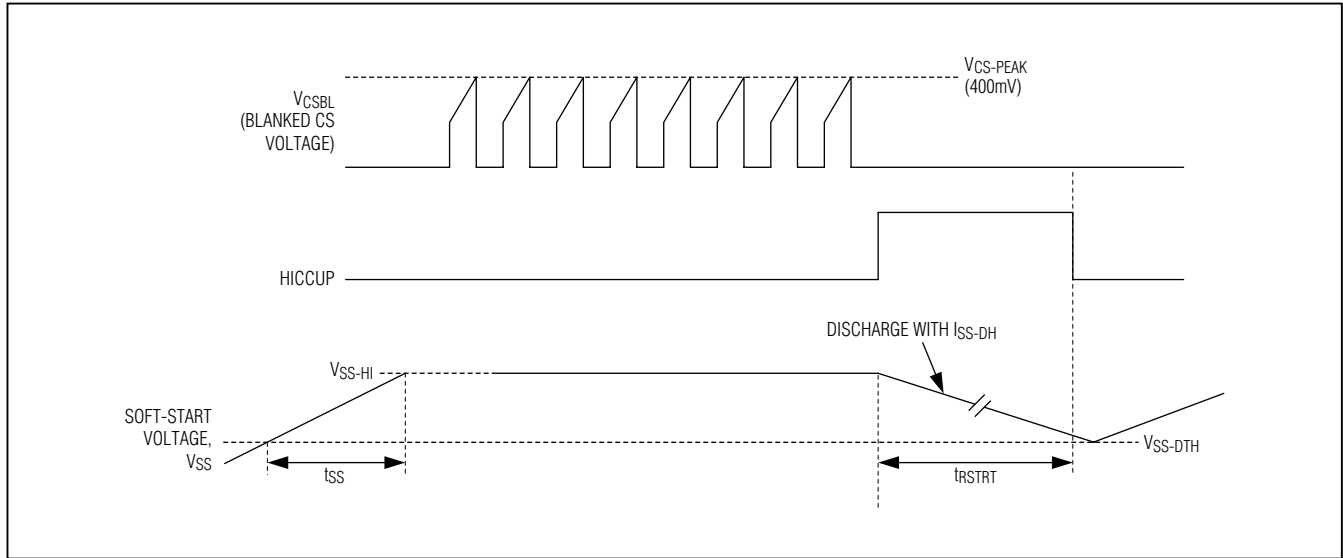 VCS-PEAK
(400mV)
VCSBL
(BLANKED CS
VOLTAGE)
HICCUP
DISCHARGE WITH ISS-DH
VSS-HI
SOFT-START
VOLTAGE,
VSS
VSS-DTH
tSS
tRSTRT